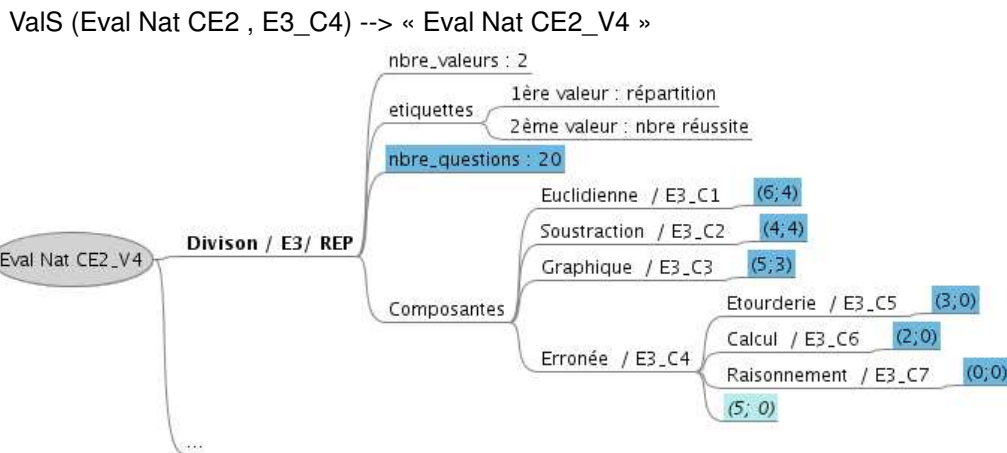 ValS (Eval Nat CE2 , E3_C4) --> « Eval Nat CE2_V4 »
nbre_valeurs : 2
etiquettes
1ère valeur : répartition
2ème valeur : nbre réussite
nbre_questions : 20
Eval Nat CE2_V4
Divison / E3/ REP
Composantes
Euclidienne / E3_C1 (6;4)
Soustraction / E3_C2 (4;4)
Graphique / E3_C3 (5;3)
Erronée / E3_C4
Etourderie / E3_C5 (3;0)
Calcul / E3_C6 (2;0)
Raisonnement / E3_C7 (0;0)
(5; 0)
...